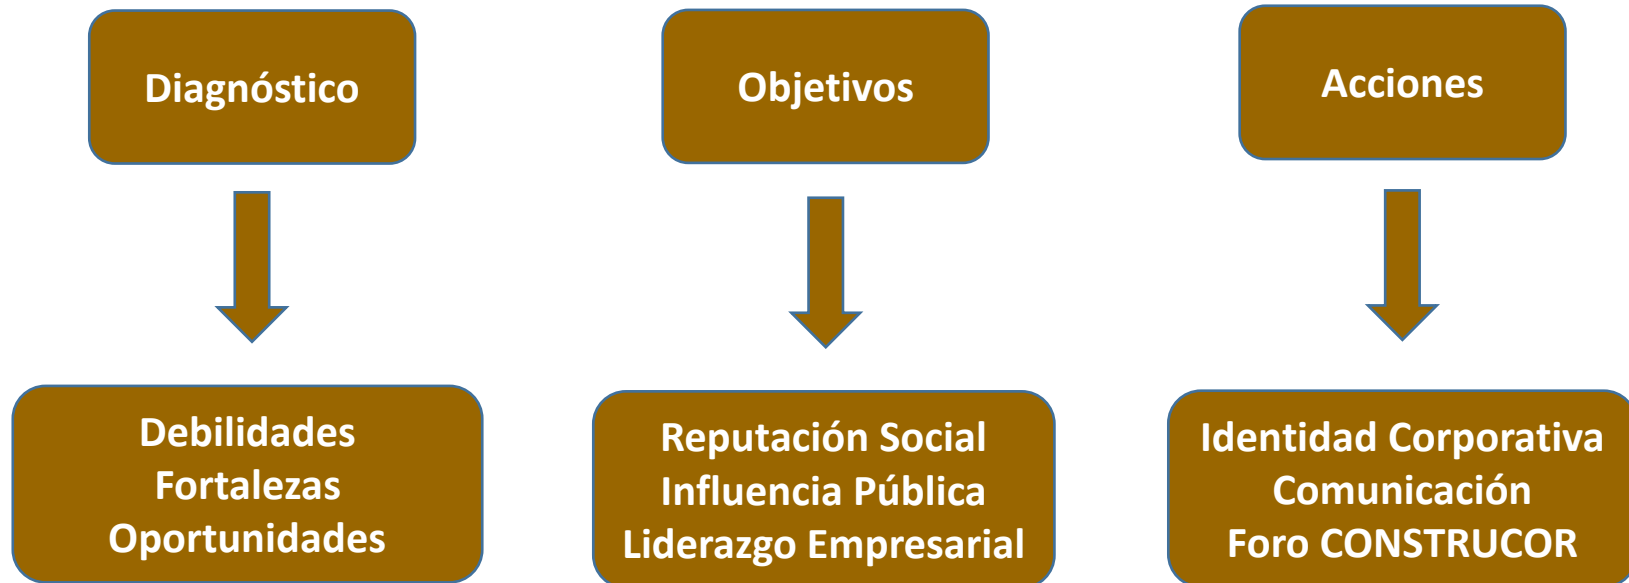 Diagnóstico
Objetivos
Acciones
Debilidades
Fortalezas
Oportunidades
Reputación Social
Influencia Pública
Liderazgo Empresarial
Identidad Corporativa
Comunicación
Foro CONSTRUCOR